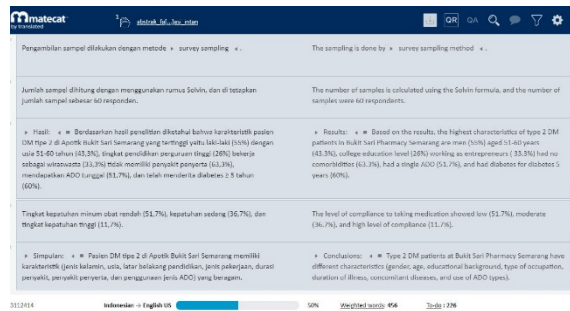 matecat
by translated
1
abstrak_fal...lasi_inten
QR QA
Pengambilan sampel dilakukan dengan metode survey sampling .
The sampling is done by survey sampling method .
Jumlah sampel dihitung dengan menggunakan rumus Solvin, dan di tetapkan
jumlah sampel sebesar 60 responden.
The number of samples is calculated using the Solvin formula, and the number of
samples were 60 respondents.
Hasil: Berdasarkan hasil penelitian diketahui bahwa karakteristik pasien
DM tipe 2 di Apotik Bukit Sari Semarang yang tertinggi yaitu laki-laki (55%) dengan
usia 51-60 tahun (43,3%), tingkat pendidikan perguruan tinggi (26%) bekerja
sebagai wiraswasta (33,3%) tidak memiliki penyakit penyerta (63,3%),
mendapatkan ADO tunggal (51,7%), dan telah menderita diabetes ≥ 5 tahun
(60%).
Results: Based on the results, the highest characteristics of type 2 DM
patients in Bukit Sari Pharmacy Semarang are men (55%) aged 51-60 years
(43.3%), college education level (26%) working as entrepreneurs ( 33.3%) had no
comorbidities (63.3%), had a single ADO (51.7%), and had diabetes for diabetes 5
years (60%).
Tingkat kepatuhan minum obat rendah (51,7%), kepatuhan sedang (36,7%), dan
tingkat kepatuhan tinggi (11,7%).
The level of compliance to taking medication showed low (51.7%), moderate
(36.7%), and high level of compliance (11.7%).
Simpulan: Pasien DM tipe 2 di Apotik Bukit Sari Semarang memiliki
karakteristik (jenis kelamin, usia, latar belakang pendidikan, jenis pekerjaan, durasi
penyakit, penyakit penyerta, dan penggunaan jenis ADO) yang beragam.
Conclusions: Type 2 DM patients at Bukit Sari Pharmacy Semarang have
different characteristics (gender, age, educational background, type of occupation,
duration of illness, concomitant diseases, and use of ADO types).
3112414
Indonesian → English US
50%
Weighted words: 456
To-do : 226